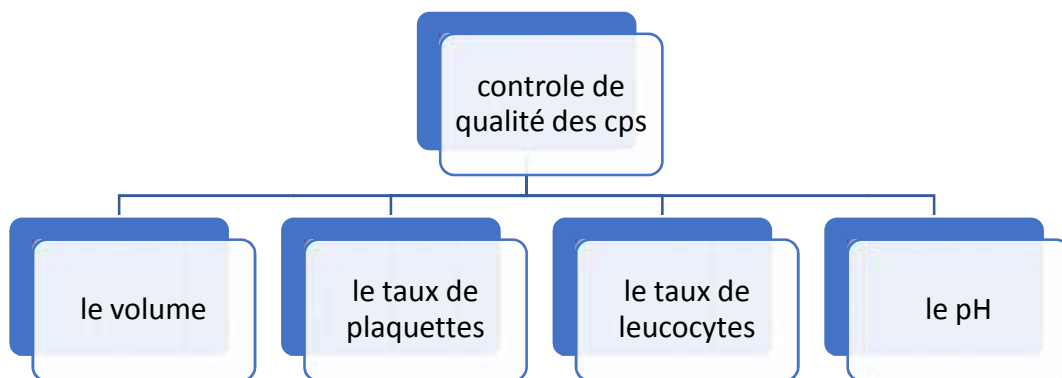 controle de
qualité des cps
le volume
le taux de
plaquettes
le taux de
leucocytes
le pH